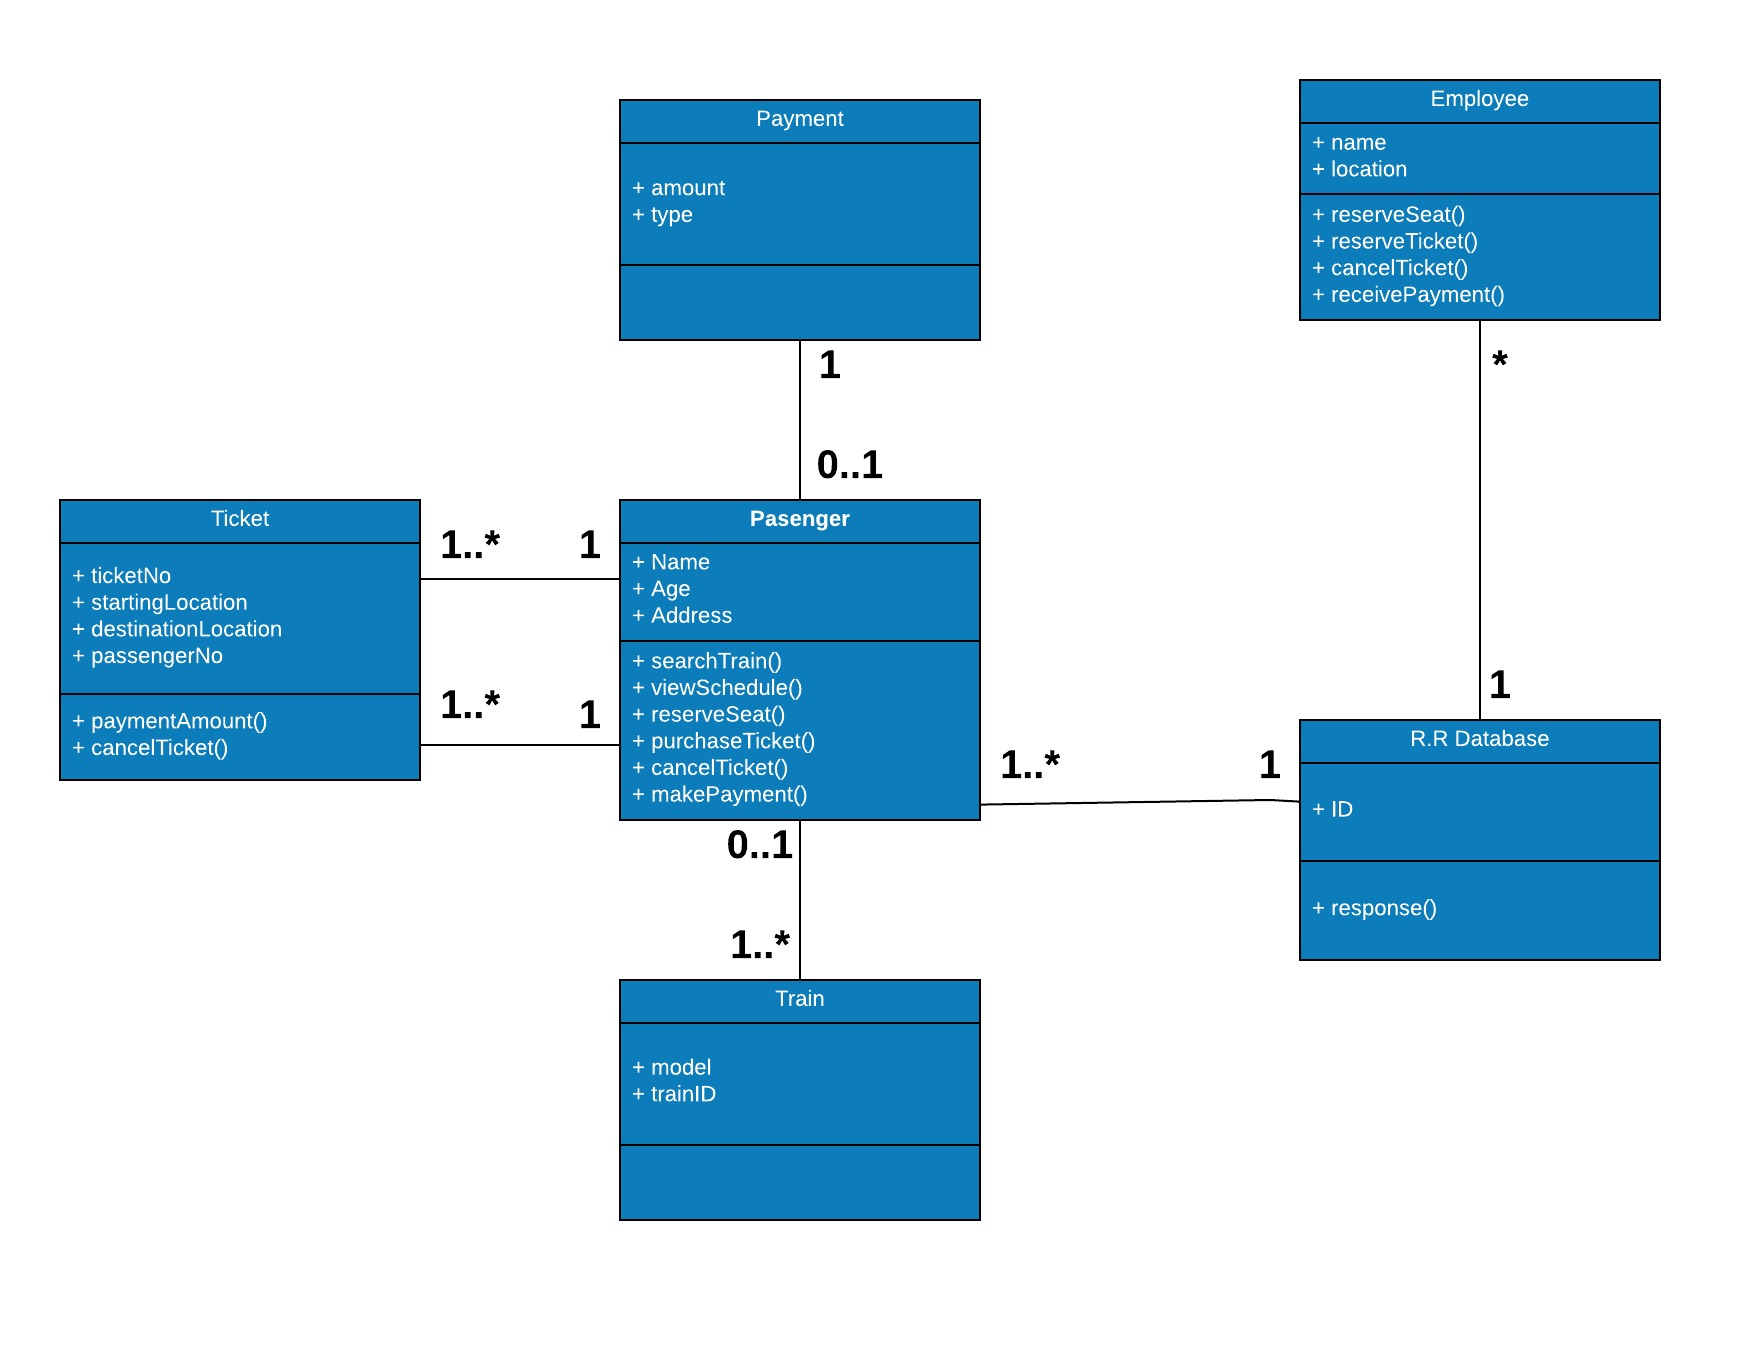 Payment
+ amount
+ type
1
0..1
Employee
+ name
+ location
+ reserveSeat()
+ reserveTicket()
+ cancelTicket()
+ receivePayment()
*
1
Ticket
+ ticketNo
+ startingLocation
+ destinationLocation
+ passengerNo
+ paymentAmount()
+ cancelTicket()
1..*
1
1..*
1
Pasenger
+ Name
+ Age
+ Address
+ searchTrain()
+ viewSchedule()
+ reserveSeat()
+ purchaseTicket()
+ cancelTicket()
+ makePayment()
1..*
1
R.R Database
+ ID
+ response()
0..1
1..*
Train
+ model
+ trainID